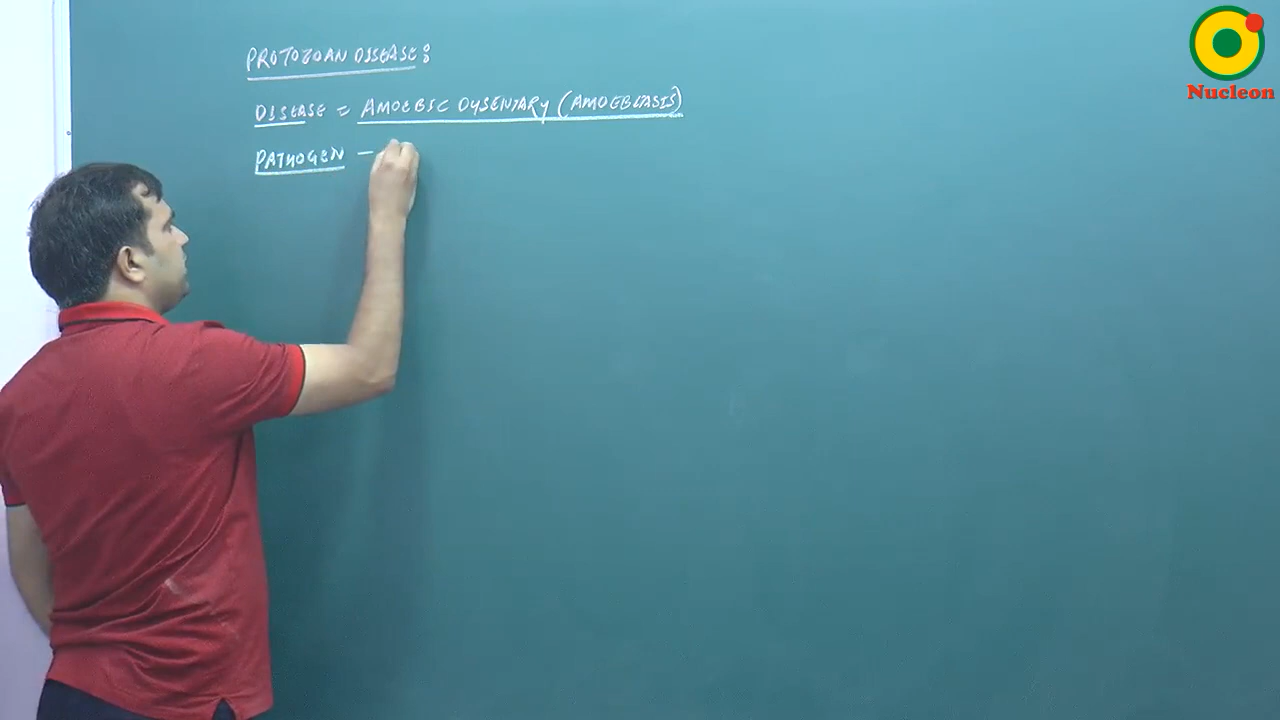 PROTOZOAN DISEASE:
DISEASE = AMOEBIC DYSENTARY (AMOEBIASIS)
PATHOGEN -
Nucleon